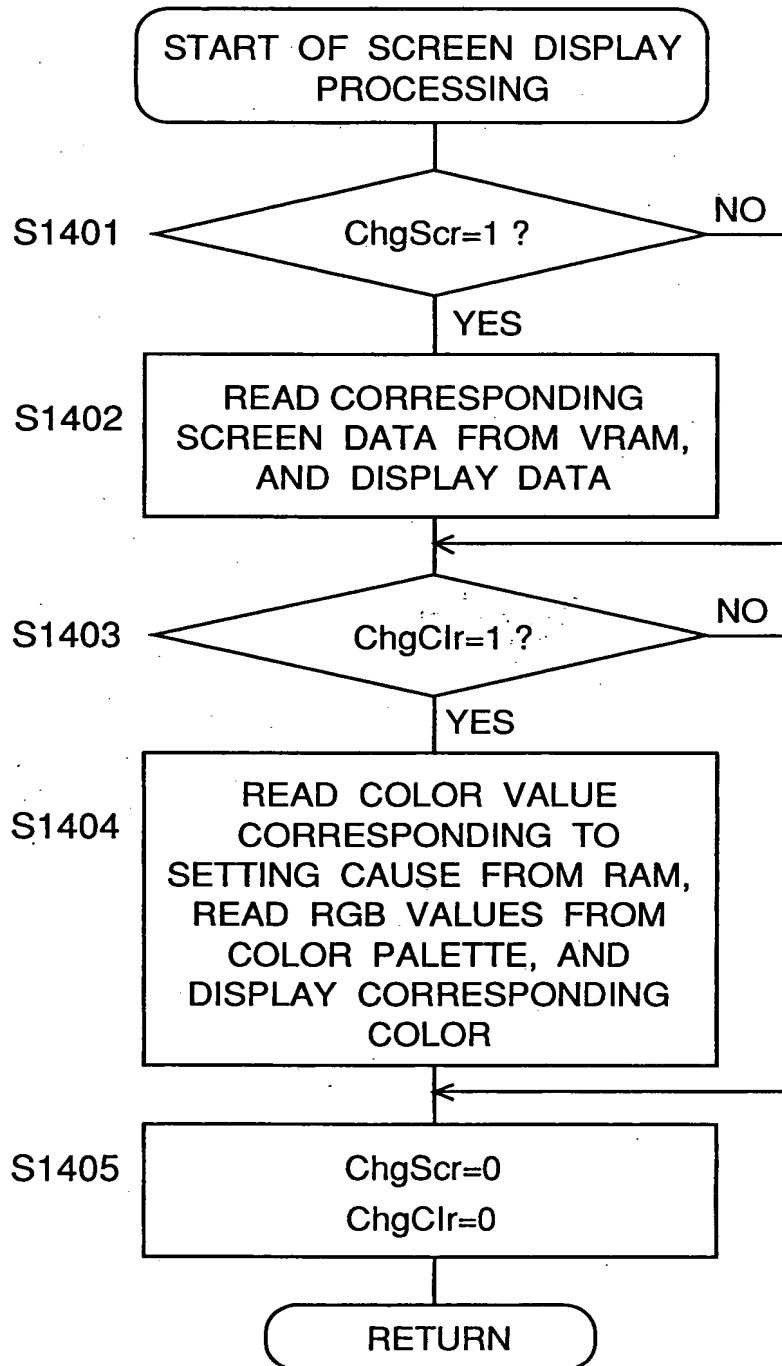 START OF SCREEN DISPLAY
PROCESSING
S1401
ChgScr=1 ?
NO
YES
S1402
READ CORRESPONDING
SCREEN DATA FROM VRAM,
AND DISPLAY DATA
S1403
ChgClr=1 ?
NO
YES
S1404
READ COLOR VALUE
CORRESPONDING TO
SETTING CAUSE FROM RAM,
READ RGB VALUES FROM
COLOR PALETTE, AND
DISPLAY CORRESPONDING
COLOR
S1405
ChgScr=0
ChgClr=0
RETURN